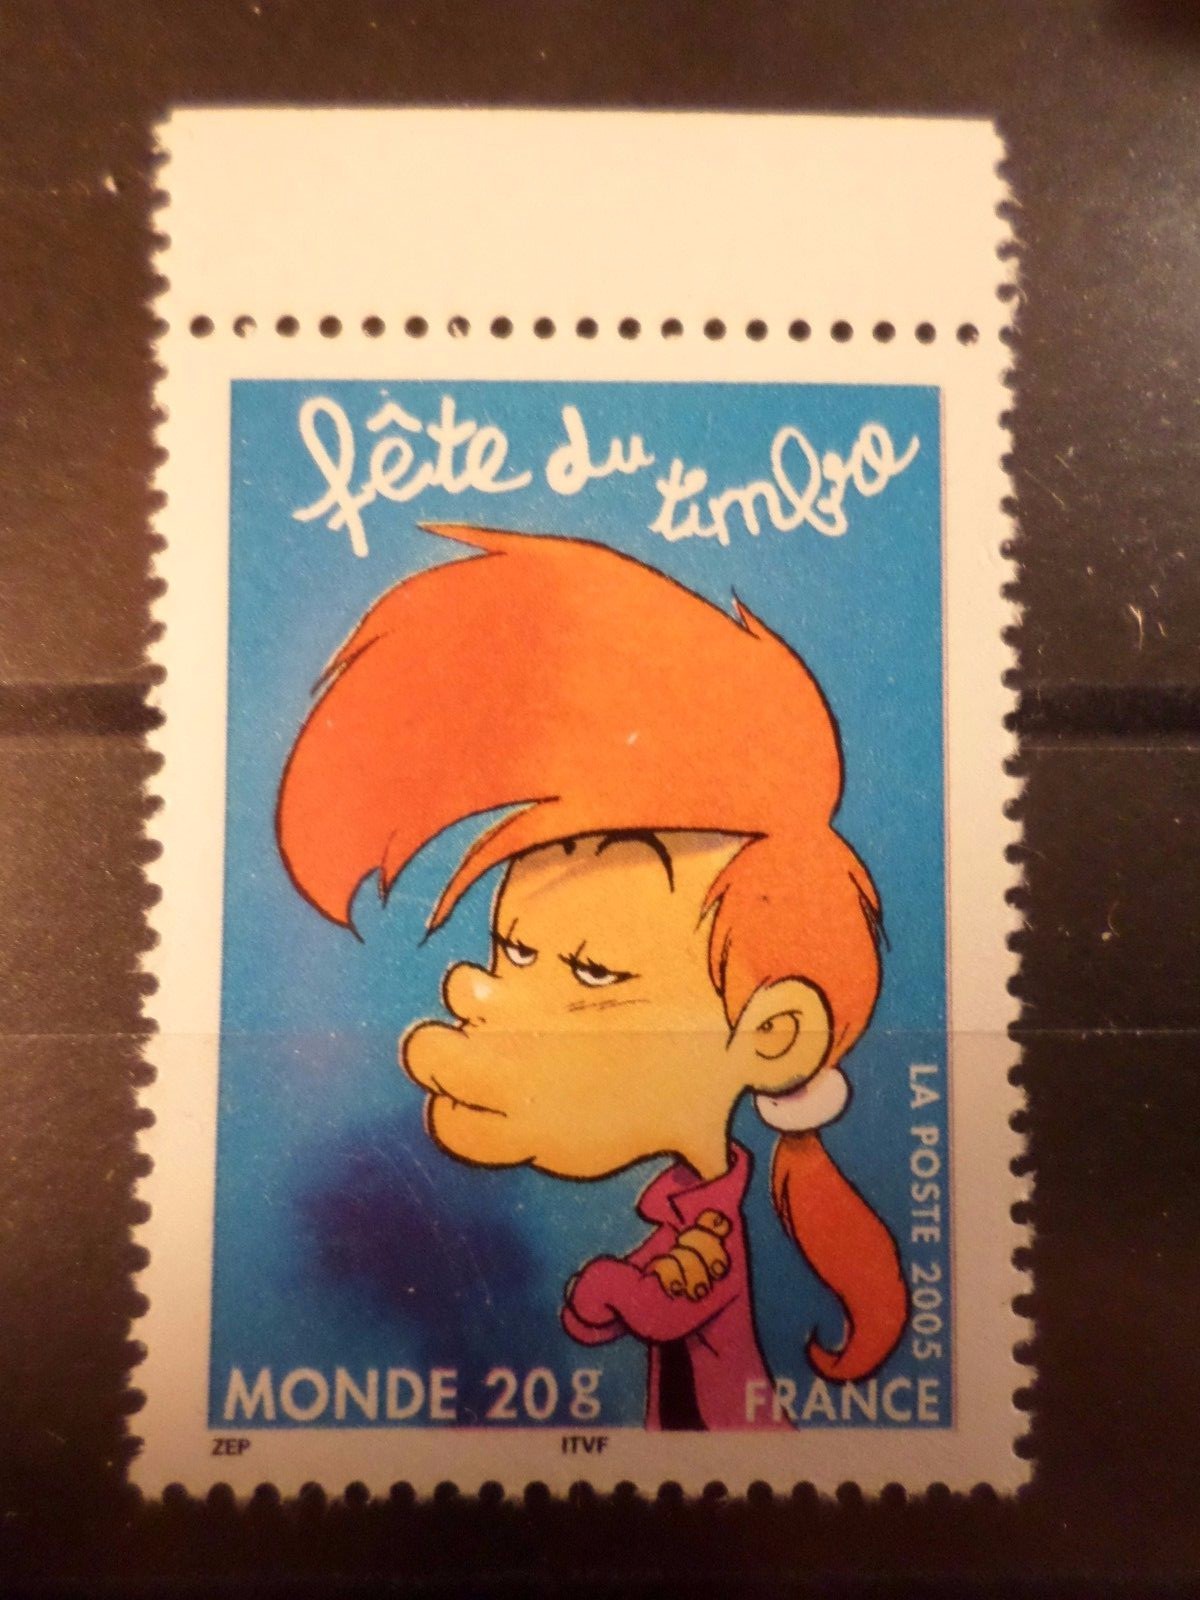 fête du
timbre
LA POSTE 2005
MONDE 20g
FRANCE
ZEP
ITVF